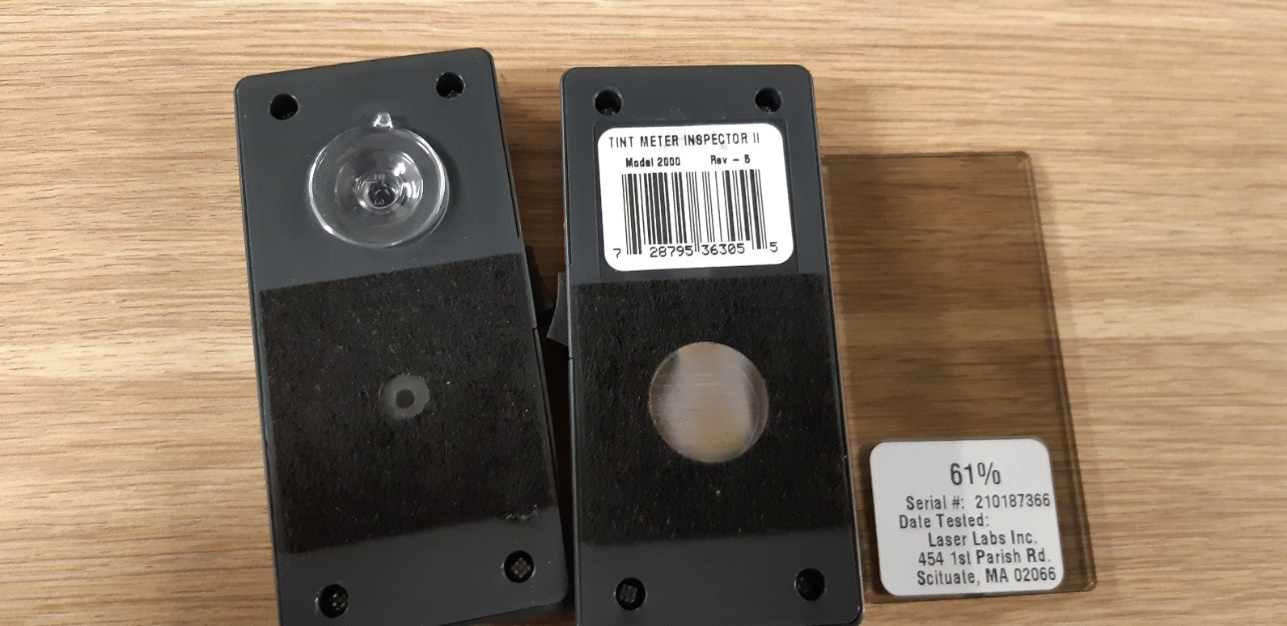 TINT METER INSPECTOR II
Model 2000 Rev - B
7 28795 36305 5
61%
Serial #: 210187366
Date Tested:
Laser Labs Inc.
454 1st Parish Rd.
Scituate, MA 02066